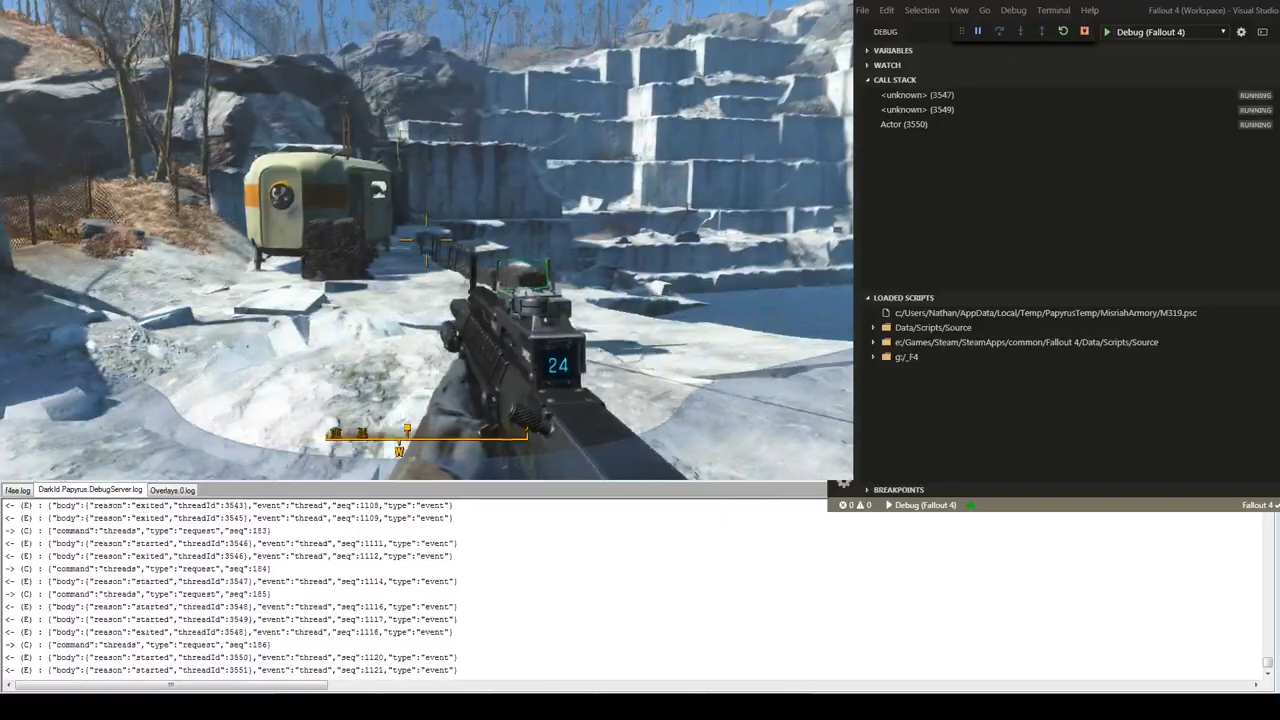 File Edit Selection View Go Debug Terminal Help Fallout 4 (Workspace) - Visual Studio
DEBUG Debug (Fallout 4)
VARIABLES
WATCH
CALL STACK
<unknown> (3547) RUNNING
<unknown> (3549) RUNNING
Actor (3550) RUNNING
LOADED SCRIPTS
c:/Users/Nathan/AppData/Local/Temp/PapyrusTemp/MisriahArmory/M319.psc
Data/Scripts/Source
e:/Games/Steam/SteamApps/common/Fallout 4/Data/Scripts/Source
g:/_F4
24
W
BREAKPOINTS
0 0 Debug (Fallout 4) Fallout 4
f4se.log DarkId.Papyrus.DebugServer.log Overlays.0.log
<- (E) : {"body":{"reason":"exited","threadId":3543},"event":"thread","seq":1108,"type":"event"}
<- (E) : {"body":{"reason":"exited","threadId":3545},"event":"thread","seq":1109,"type":"event"}
-> (C) : {"command":"threads","type":"request","seq":183}
<- (E) : {"body":{"reason":"started","threadId":3546},"event":"thread","seq":1111,"type":"event"}
<- (E) : {"body":{"reason":"exited","threadId":3546},"event":"thread","seq":1112,"type":"event"}
-> (C) : {"command":"threads","type":"request","seq":184}
<- (E) : {"body":{"reason":"started","threadId":3547},"event":"thread","seq":1114,"type":"event"}
-> (C) : {"command":"threads","type":"request","seq":185}
<- (E) : {"body":{"reason":"started","threadId":3548},"event":"thread","seq":1116,"type":"event"}
<- (E) : {"body":{"reason":"started","threadId":3549},"event":"thread","seq":1117,"type":"event"}
<- (E) : {"body":{"reason":"exited","threadId":3548},"event":"thread","seq":1118,"type":"event"}
-> (C) : {"command":"threads","type":"request","seq":186}
<- (E) : {"body":{"reason":"started","threadId":3550},"event":"thread","seq":1120,"type":"event"}
<- (E) : {"body":{"reason":"started","threadId":3551},"event":"thread","seq":1121,"type":"event"}